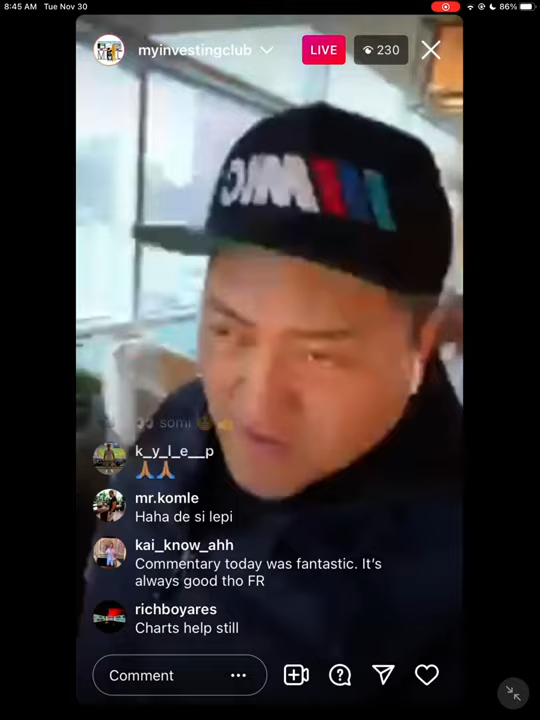 8:45 AM Tue Nov 30
86%
myinvestingclub
LIVE
230
somi
k_y_l_e__p
mr.komle
Haha de si lepi
kai_know_ahh
Commentary today was fantastic. It's
always good tho FR
richboyares
Charts help still
Comment